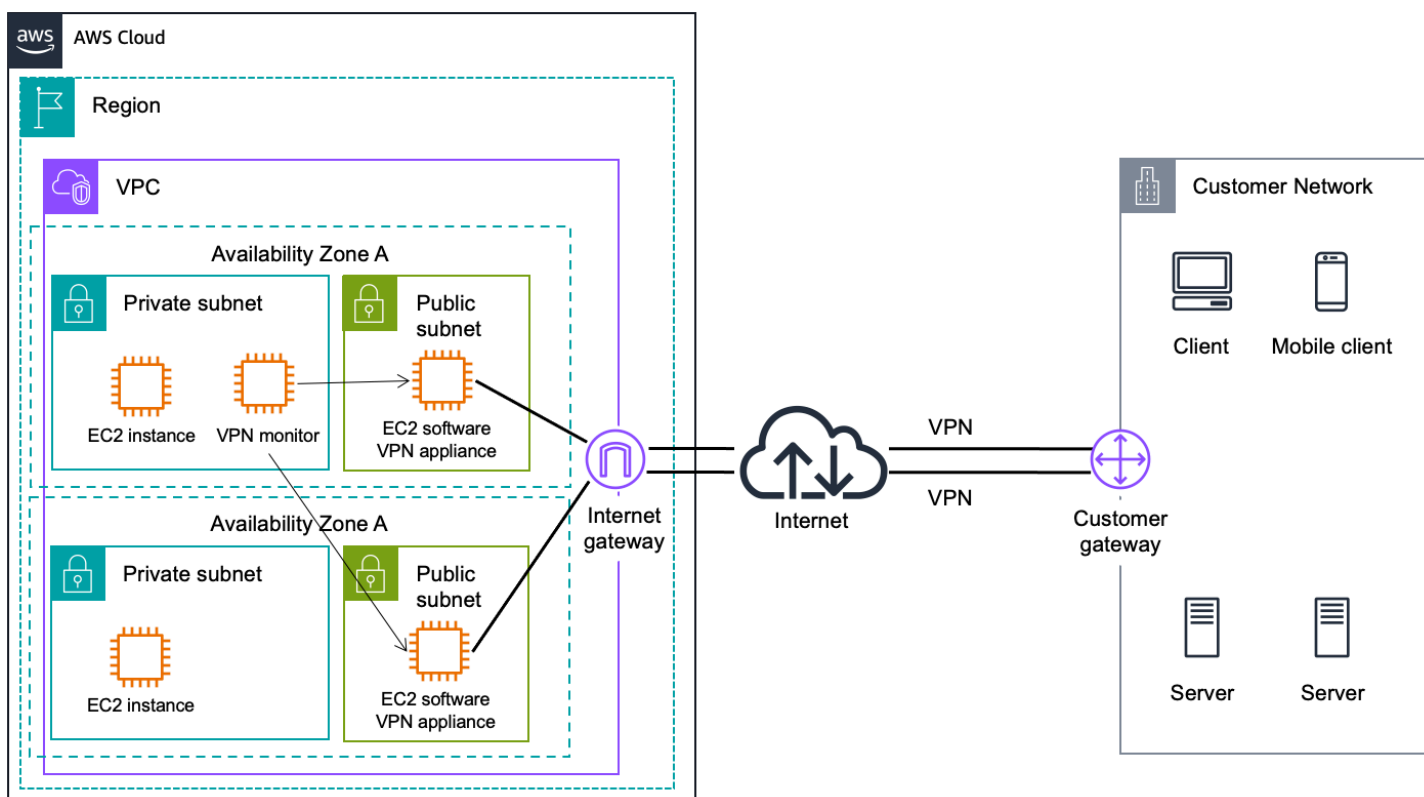 aws
AWS Cloud
Region
VPC
Availability Zone A
Private subnet
Public
subnet
EC2 instance
VPN monitor
EC2 software
VPN appliance
Availability Zone A
Private subnet
Public
subnet
EC2 instance
EC2 software
VPN appliance
Internet
gateway
Internet
VPN
VPN
Customer
gateway
Customer Network
Client
Mobile client
Server
Server